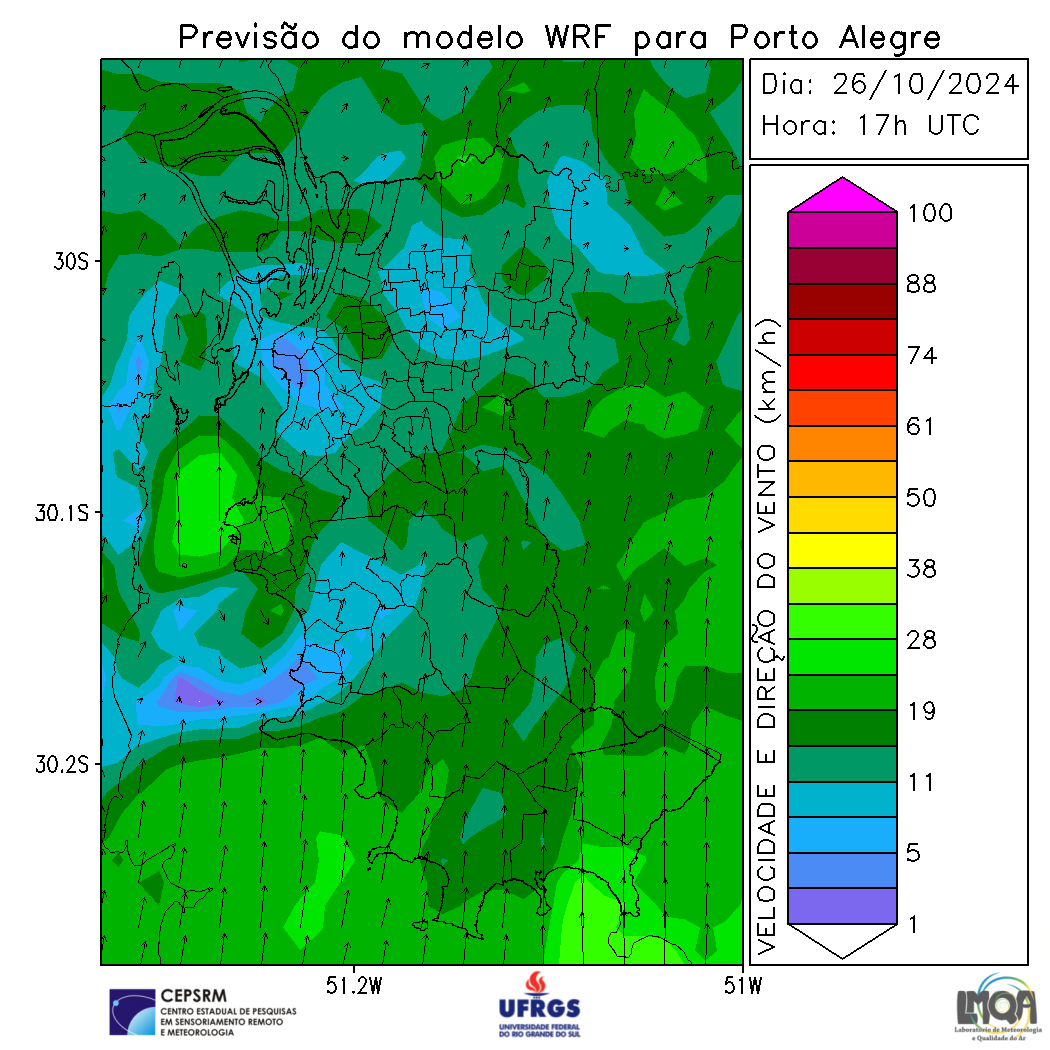 Previsão do modelo WRF para Porto Alegre
Dia: 26/10/2024
Hora: 17h UTC
30S
30.1S
30.2S
51.2W
51W
VELOCIDADE E DIREÇÃO DO VENTO (km/h)
100
88
74
61
50
38
28
19
11
5
1
CEPSRM
CENTRO ESTADUAL DE PESQUISAS
EM SENSORIAMENTO REMOTO
E METEOROLOGIA
UFRGS
UNIVERSIDADE FEDERAL
DO RIO GRANDE DO SUL
LMQA
Laboratório de Meteorologia
e Qualidade do Ar